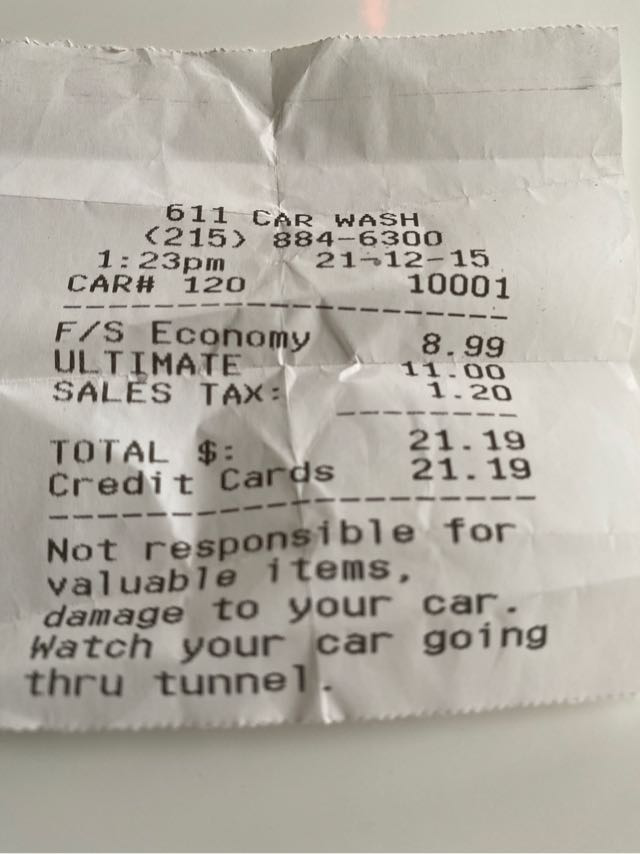 611 CAR WASH
(215) 884-6300
1:23pm 21-12-15
CAR# 120 10001
F/S Economy 8.99
ULTIMATE 11.00
SALES TAX: 1.20
TOTAL $: 21.19
Credit Cards 21.19
Not responsible for
valuable items,
damage to your car.
Watch your car going
thru tunnel.